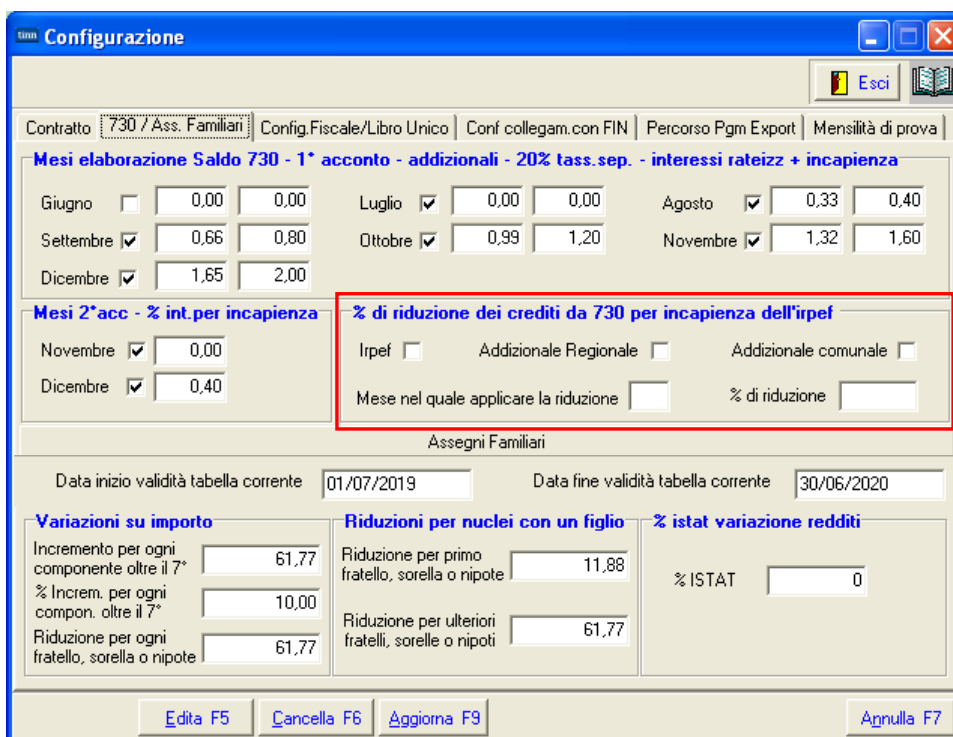 tinn Configurazione
Esci
Contratto 730 / Ass. Familiari Config.Fiscale/Libro Unico Conf collegam.con FIN Percorso Pgm Export Mensilità di prova
Mesi elaborazione Saldo 730 - 1° acconto - addizionali - 20% tass.sep. - interessi rateizz + incapienza
Giugno 0,00 0,00 Luglio 0,00 0,00 Agosto 0,33 0,40
Settembre 0,66 0,80 Ottobre 0,99 1,20 Novembre 1,32 1,60
Dicembre 1,65 2,00
Mesi 2°acc - % int.per incapienza
Novembre 0,00
Dicembre 0,40
% di riduzione dei crediti da 730 per incapienza dell'irpef
Irpef Addizionale Regionale Addizionale comunale
Mese nel quale applicare la riduzione % di riduzione
Assegni Familiari
Data inizio validità tabella corrente 01/07/2019 Data fine validità tabella corrente 30/06/2020
Variazioni su importo
Incremento per ogni
componente oltre il 7° 61,77
% Increm. per ogni
compon. oltre il 7° 10,00
Riduzione per ogni
fratello, sorella o nipote 61,77
Riduzioni per nuclei con un figlio
Riduzione per primo
fratello, sorella o nipote 11,88
Riduzione per ulteriori
fratelli, sorelle o nipoti 61,77
% istat variazione redditi
% ISTAT 0
Edita F5 Cancella F6 Aggiorna F9 Annulla F7